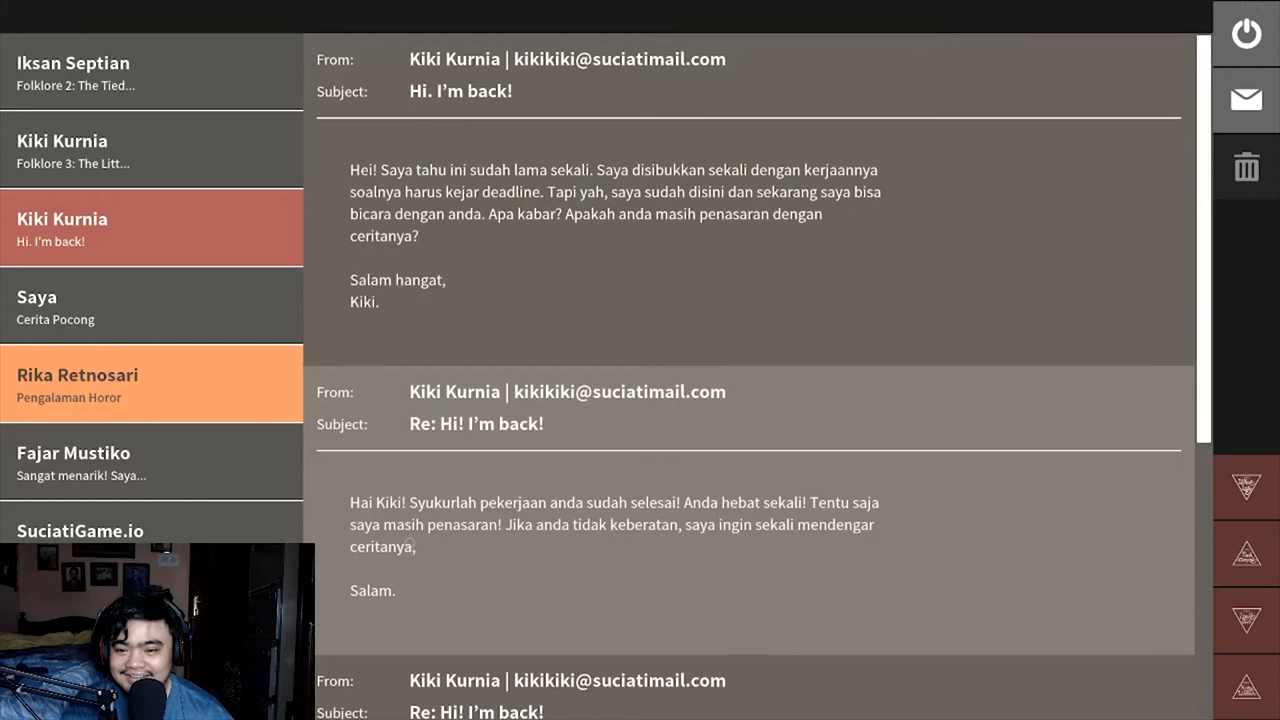 Iksan Septian
Folklore 2: The Tied...
Kiki Kurnia
Folklore 3: The Litt...
Kiki Kurnia
Hi. I'm back!
Saya
Cerita Pocong
Rika Retnosari
Pengalaman Horor
Fajar Mustiko
Sangat menarik! Saya...
SuciatiGame.io
From: Kiki Kurnia | kikikiki@suciatimail.com
Subject: Hi. I'm back!
Hei! Saya tahu ini sudah lama sekali. Saya disibukkan sekali dengan kerjaannya
soalnya harus kejar deadline. Tapi yah, saya sudah disini dan sekarang saya bisa
bicara dengan anda. Apa kabar? Apakah anda masih penasaran dengan
ceritanya?
Salam hangat,
Kiki.
From: Kiki Kurnia | kikikiki@suciatimail.com
Subject: Re: Hi! I'm back!
Hai Kiki! Syukurlah pekerjaan anda sudah selesai! Anda hebat sekali! Tentu saja
saya masih penasaran! Jika anda tidak keberatan, saya ingin sekali mendengar
ceritanya,
Salam.
From: Kiki Kurnia | kikikiki@suciatimail.com
Subject: Re: Hi! I'm back!